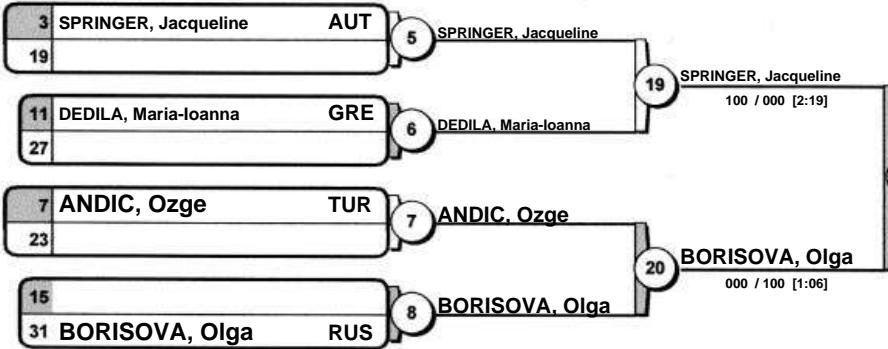 3 SPRINGER, Jacqueline AUT
19
5
SPRINGER, Jacqueline
11 DEDILA, Maria-Ioanna GRE
27
6
DEDILA, Maria-Ioanna
19
SPRINGER, Jacqueline
100 / 000 [2:19]
7 ANDIC, Ozge TUR
23
7
ANDIC, Ozge
15
31 BORISOVA, Olga RUS
8
BORISOVA, Olga
20
BORISOVA, Olga
000 / 100 [1:06]